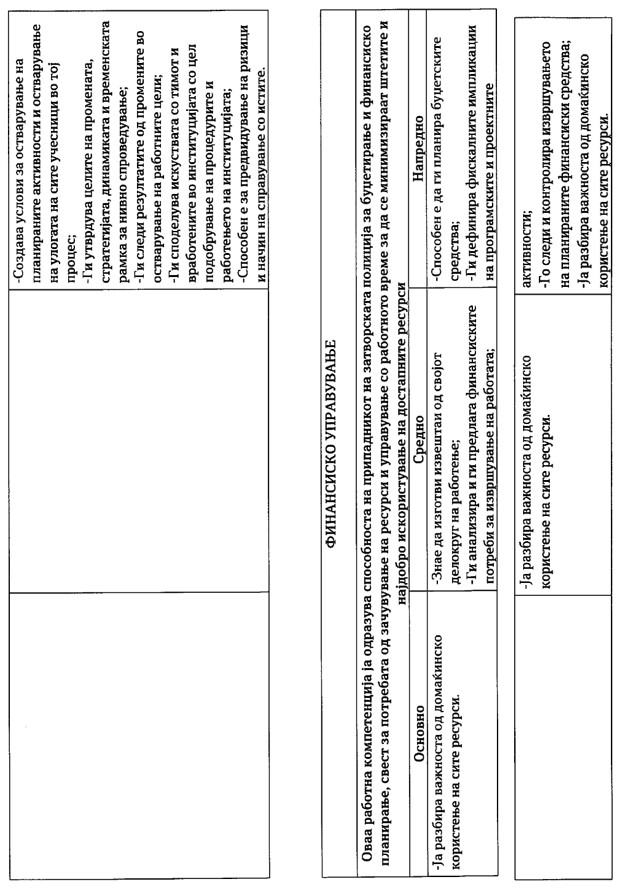 -Создава услови за остварување на
планираните активности и остварување
на улогата на сите учесници во тој
процес;
-Ги утврдува целите на промената,
стратегијата, динамиката и временската
рамка за нивно спроведување;
-Ги следи резултатите од промените во
остварување на работните цели;
-Ги споделува искуствата со тимот и
вработените во институцијата со цел
подобрување на процедурите и
работењето на институцијата;
-Способен е за предвидување на ризици
и начин на справување со истите.
ФИНАНСИСКО УПРАВУВАЊЕ
Оваа работна компетенција ја одразува способноста на припадникот на затворската полиција за буџетирање и финансиско
планирање, свест за потребата од зачувување на ресурси и управување со работното време за да се минимизираат штетите и
најдобро искористување на достапните ресурси
Основно
Средно
Напредно
-Ја разбира важноста од домаќинско
користење на сите ресурси.
-Знае да изготви извештаи од својот
делокруг на работење;
-Ги анализира и ги предлага финансиските
потреби за извршување на работата;
-Способен е да ги планира буџетските
средства;
-Ги дефинира фискалните импликации
на програмските и проектните
-Ја разбира важноста од домаќинско
користење на сите ресурси.
активности;
-Го следи и контролира извршувањето
на планираните финансиски средства;
-Ја разбира важноста од домаќинско
користење на сите ресурси.